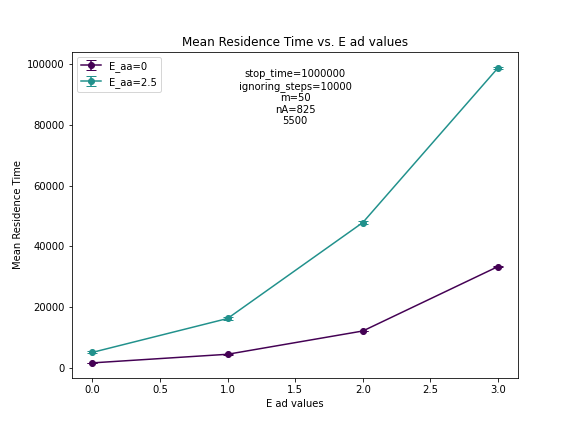 Mean Residence Time vs. E ad values
E_aa=0
E_aa=2.5
stop_time=1000000
ignoring_steps=10000
m=50
nA=825
5500
Mean Residence Time
100000
80000
60000
40000
20000
0
0.0 0.5 1.0 1.5 2.0 2.5 3.0
E ad values